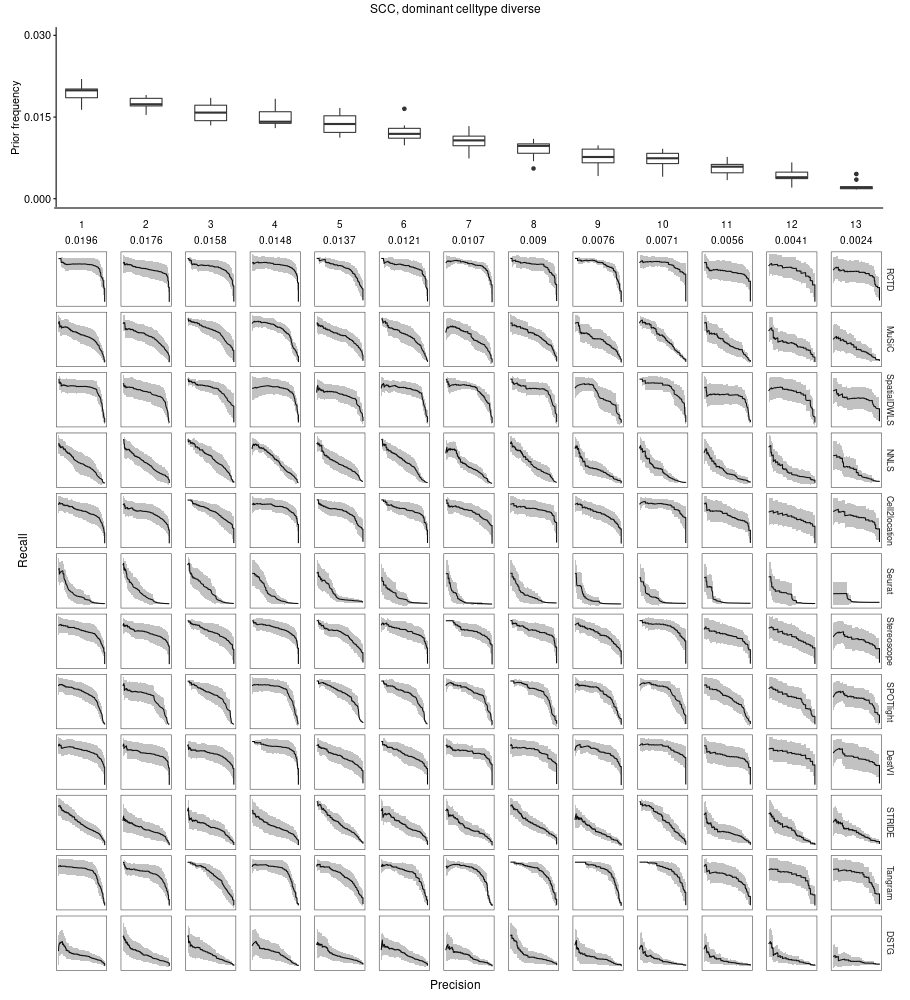 SCC, dominant celltype diverse
Prior frequency
0.030
0.015
0.000
1 2 3 4 5 6 7 8 9 10 11 12 13
0.0196 0.0176 0.0158 0.0148 0.0137 0.0121 0.0107 0.009 0.0076 0.0071 0.0056 0.0041 0.0024
RCTD
MuSiC
SpatialDWLS
NNLS
Cell2location
Seurat
Stereoscope
SPOTlight
DestVI
STRIDE
Tangram
DSTG
Recall
Precision